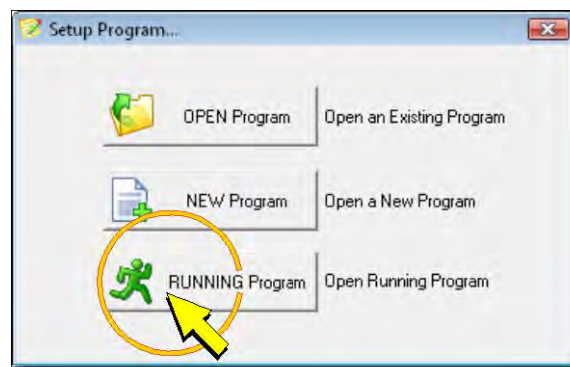 Setup Program...
OPEN Program Open an Existing Program
NEW Program Open a New Program
RUNNING Program Open Running Program